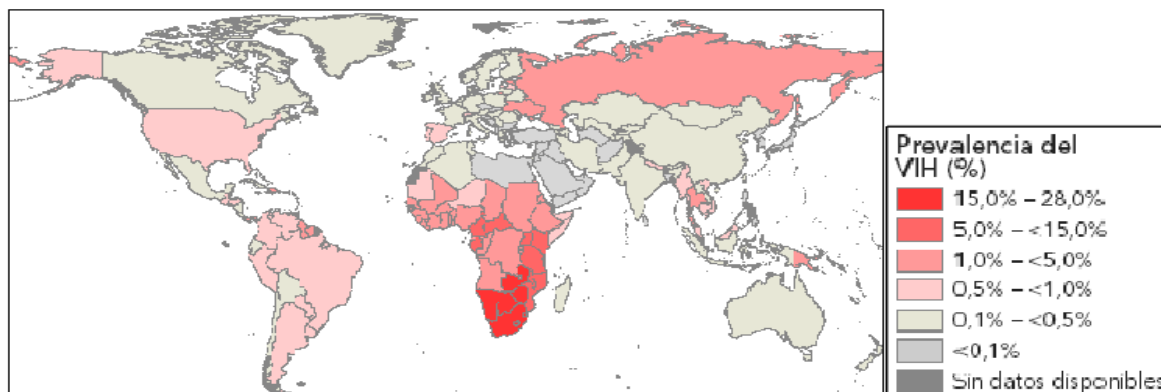 Prevalencia del
VIH (%)
15,0% – 28,0%
5,0% – <15,0%
1,0% – <5,0%
0,5% – <1,0%
0,1% – <0,5%
<0,1%
Sin datos disponibles